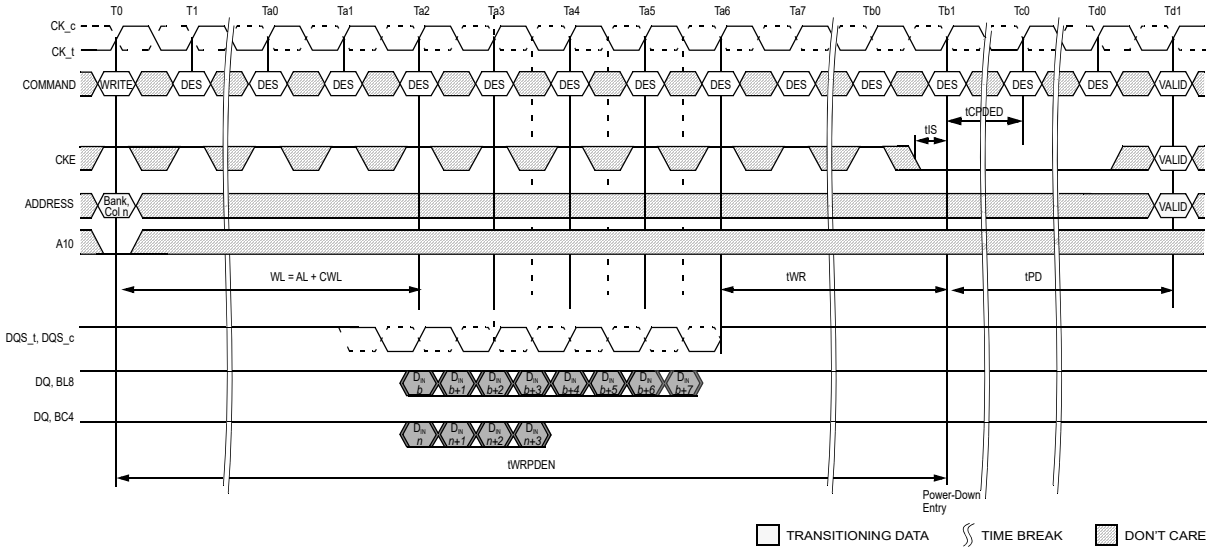 T0 T1 Ta0 Ta1 Ta2 Ta3 Ta4 Ta5 Ta6 Ta7 Tb0 Tb1 Tc0 Td0 Td1
CK_c
CK_t
COMMAND WRITE DES DES DES DES DES DES DES DES DES DES DES DES DES VALID
tCPDED
tIS
CKE VALID
ADDRESS Bank, Col n VALID
A10
WL = AL + CWL tWR tPD
DQS_t, DQS_c
DQ, BL8 DIN b DIN b+1 DIN b+2 DIN b+3 DIN b+4 DIN b+5 DIN b+6 DIN b+7
DQ, BC4 DIN n DIN n+1 DIN n+2 DIN n+3
tWRPDEN
Power-Down
Entry
TRANSITIONING DATA TIME BREAK DON'T CARE